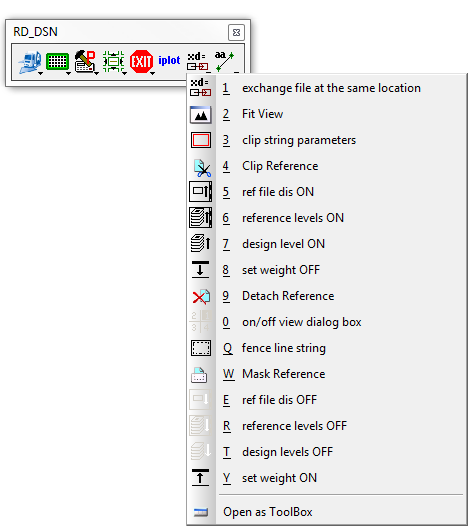 RD_DSN
EXIT
iplot
xd=
aa
xd=
1 exchange file at the same location
2 Fit View
3 clip string parameters
4 Clip Reference
5 ref file dis ON
6 reference levels ON
7 design level ON
8 set weight OFF
9 Detach Reference
0 on/off view dialog box
Q fence line string
W Mask Reference
E ref file dis OFF
R reference levels OFF
T design levels OFF
Y set weight ON
Open as ToolBox